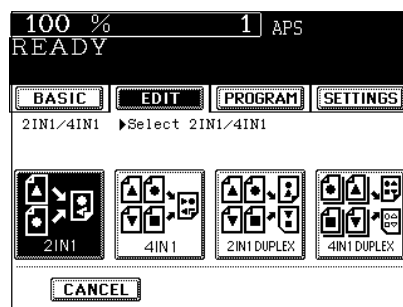 100 % 1 APS
READY
BASIC EDIT PROGRAM SETTINGS
2IN1/4IN1 ▶Select 2IN1/4IN1
2IN1 4IN1 2IN1 DUPLEX 4IN1 DUPLEX
CANCEL